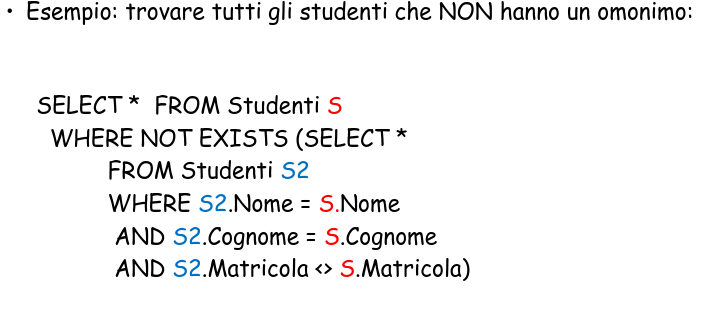 • Esempio: trovare tutti gli studenti che NON hanno un omonimo:
SELECT * FROM Studenti S
WHERE NOT EXISTS (SELECT *
FROM Studenti S2
WHERE S2.Nome = S.Nome
AND S2.Cognome = S.Cognome
AND S2.Matricola <> S.Matricola)